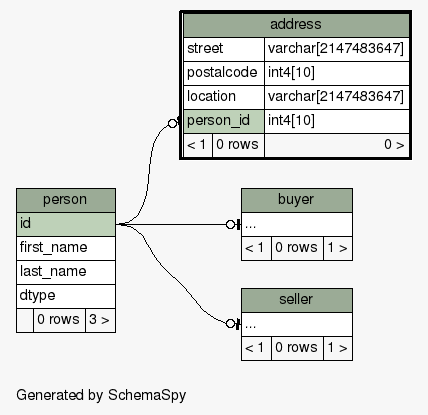 address
street varchar[2147483647]
postalcode int4[10]
location varchar[2147483647]
person_id int4[10]
< 1 0 rows 0 >
person
id
first_name
last_name
dtype
0 rows 3 >
buyer
...
< 1 0 rows 1 >
seller
...
< 1 0 rows 1 >
Generated by SchemaSpy